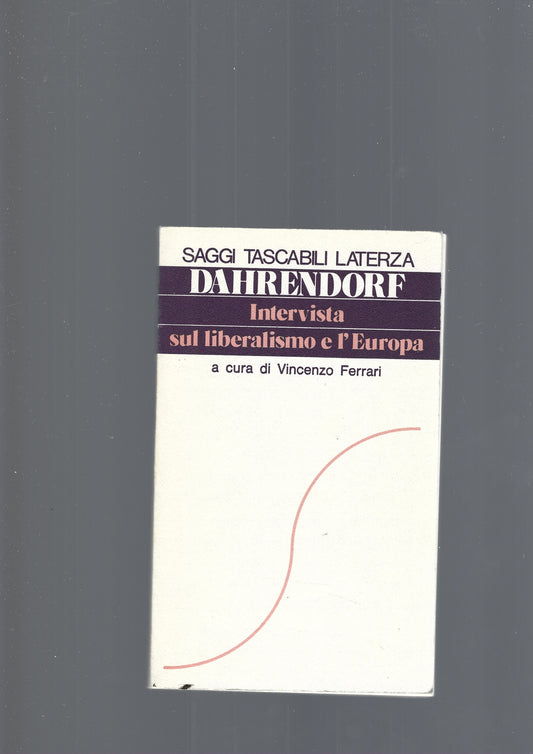 SAGGI TASCABILI LATERZA
DAHRENDORF
Intervista
sul liberalismo e l'Europa
a cura di Vincenzo Ferrari